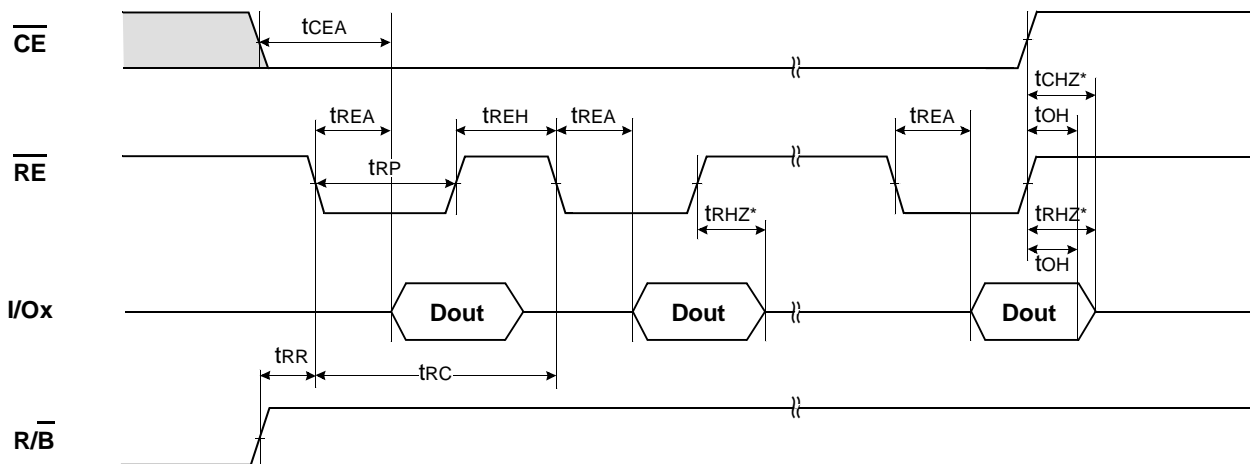 CE
tCEA
tCHZ*
tREA
tREH
tREA
tREA
tOH
RE
tRP
tRHZ*
tRHZ*
tOH
I/Ox
Dout
Dout
Dout
tRR
tRC
R/B